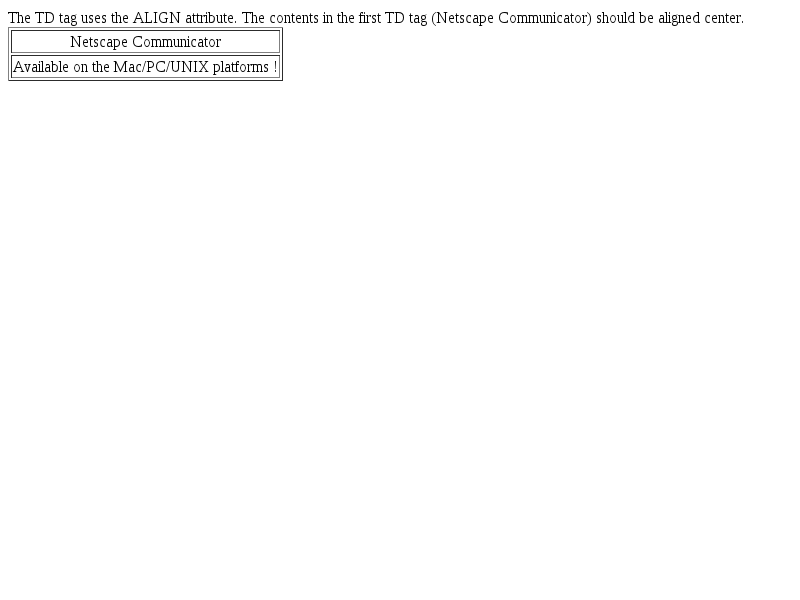 The TD tag uses the ALIGN attribute. The contents in the first TD tag (Netscape Communicator) should be aligned center.
Netscape Communicator
Available on the Mac/PC/UNIX platforms !